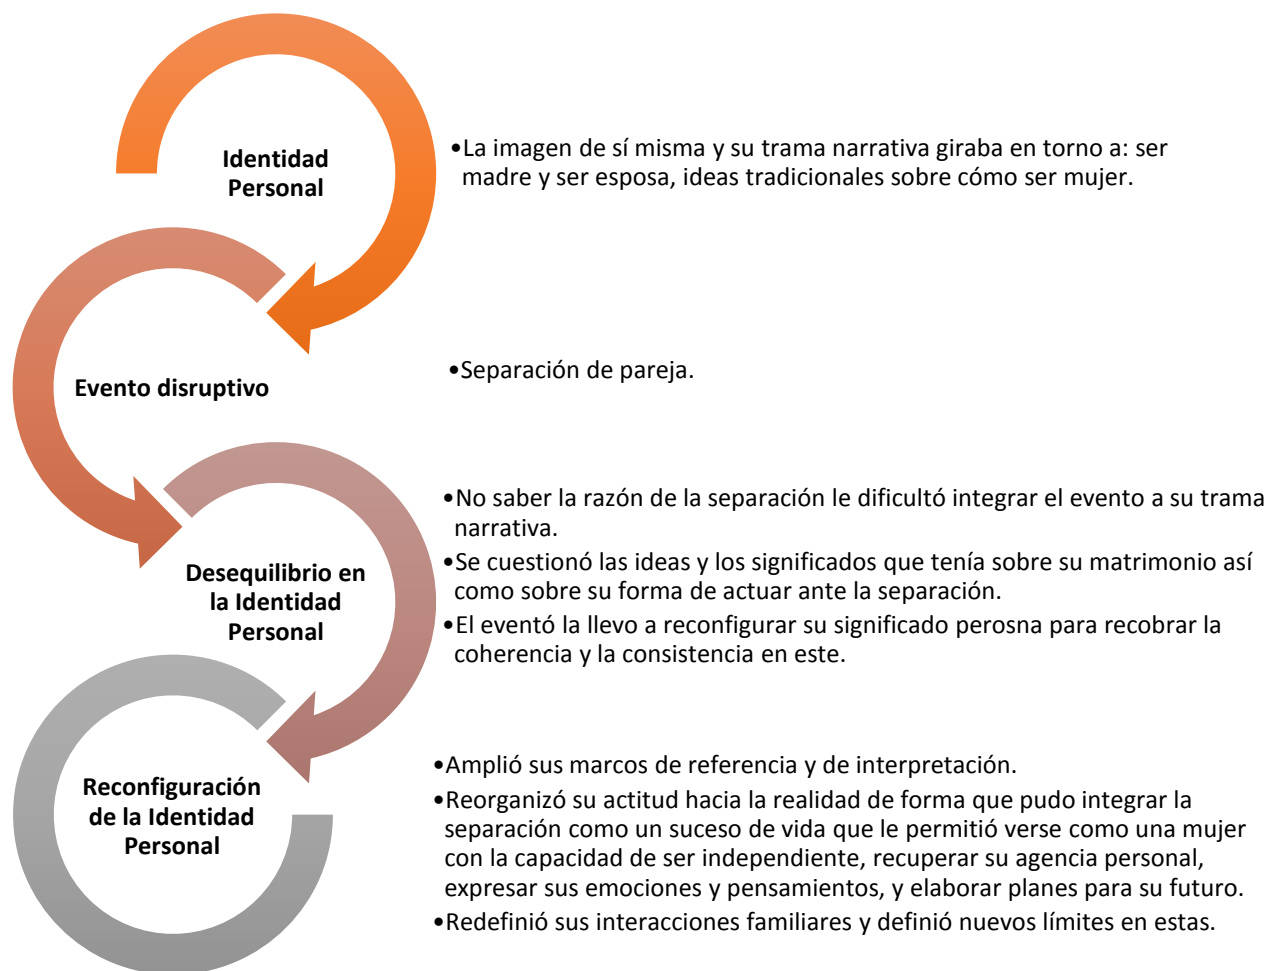 Identidad
Personal
•La imagen de sí misma y su trama narrativa giraba en torno a: ser
madre y ser esposa, ideas tradicionales sobre cómo ser mujer.
Evento disruptivo
•Separación de pareja.
Desequilibrio en
la Identidad
Personal
•No saber la razón de la separación le dificultó integrar el evento a su trama
narrativa.
•Se cuestionó las ideas y los significados que tenía sobre su matrimonio así
como sobre su forma de actuar ante la separación.
•El eventó la llevo a reconfigurar su significado perosna para recobrar la
coherencia y la consistencia en este.
Reconfiguración
de la Identidad
Personal
•Amplió sus marcos de referencia y de interpretación.
•Reorganizó su actitud hacia la realidad de forma que pudo integrar la
separación como un suceso de vida que le permitió verse como una mujer
con la capacidad de ser independiente, recuperar su agencia personal,
expresar sus emociones y pensamientos, y elaborar planes para su futuro.
•Redefinió sus interacciones familiares y definió nuevos límites en estas.